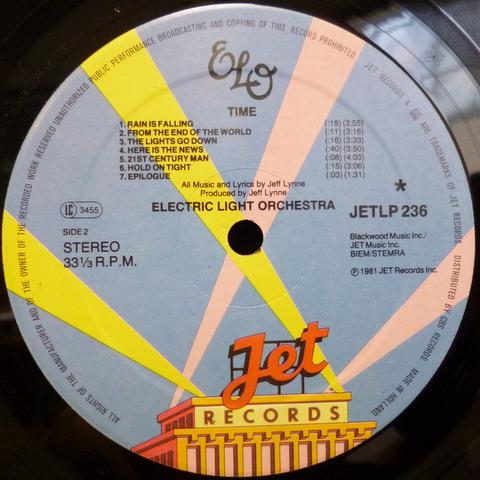 ALL RIGHTS OF THE MANUFACTURER AND OF THE OWNER OF THE RECORDED WORK RESERVED UNAUTHORIZED PUBLIC PERFORMANCE BROADCASTING AND COPYING OF THIS RECORD PROHIBITED
JET RECORDS & ARE TRADEMARKS OF JET RECORDS INC. DISTRIBUTED BY CBS RECORDS. MADE IN HOLLAND
ELO
TIME
1. RAIN IS FALLING (:18) (3:55)
2. FROM THE END OF THE WORLD (:11) (3:16)
3. THE LIGHTS GO DOWN (:16) (3:33)
4. HERE IS THE NEWS (:40) (3:50)
5. 21ST CENTURY MAN (:08) (4:03)
6. HOLD ON TIGHT (:15) (3:06)
7. EPILOGUE (:03) (1:31)
All Music and Lyrics by Jeff Lynne
Produced by Jeff Lynne
ELECTRIC LIGHT ORCHESTRA
*
JETLP 236
LC 3455
SIDE 2
STEREO
33⅓ R.P.M.
Blackwood Music Inc./
JET Music Inc.
BIEM/STEMRA
℗ 1981 JET Records Inc.
Jet
RECORDS